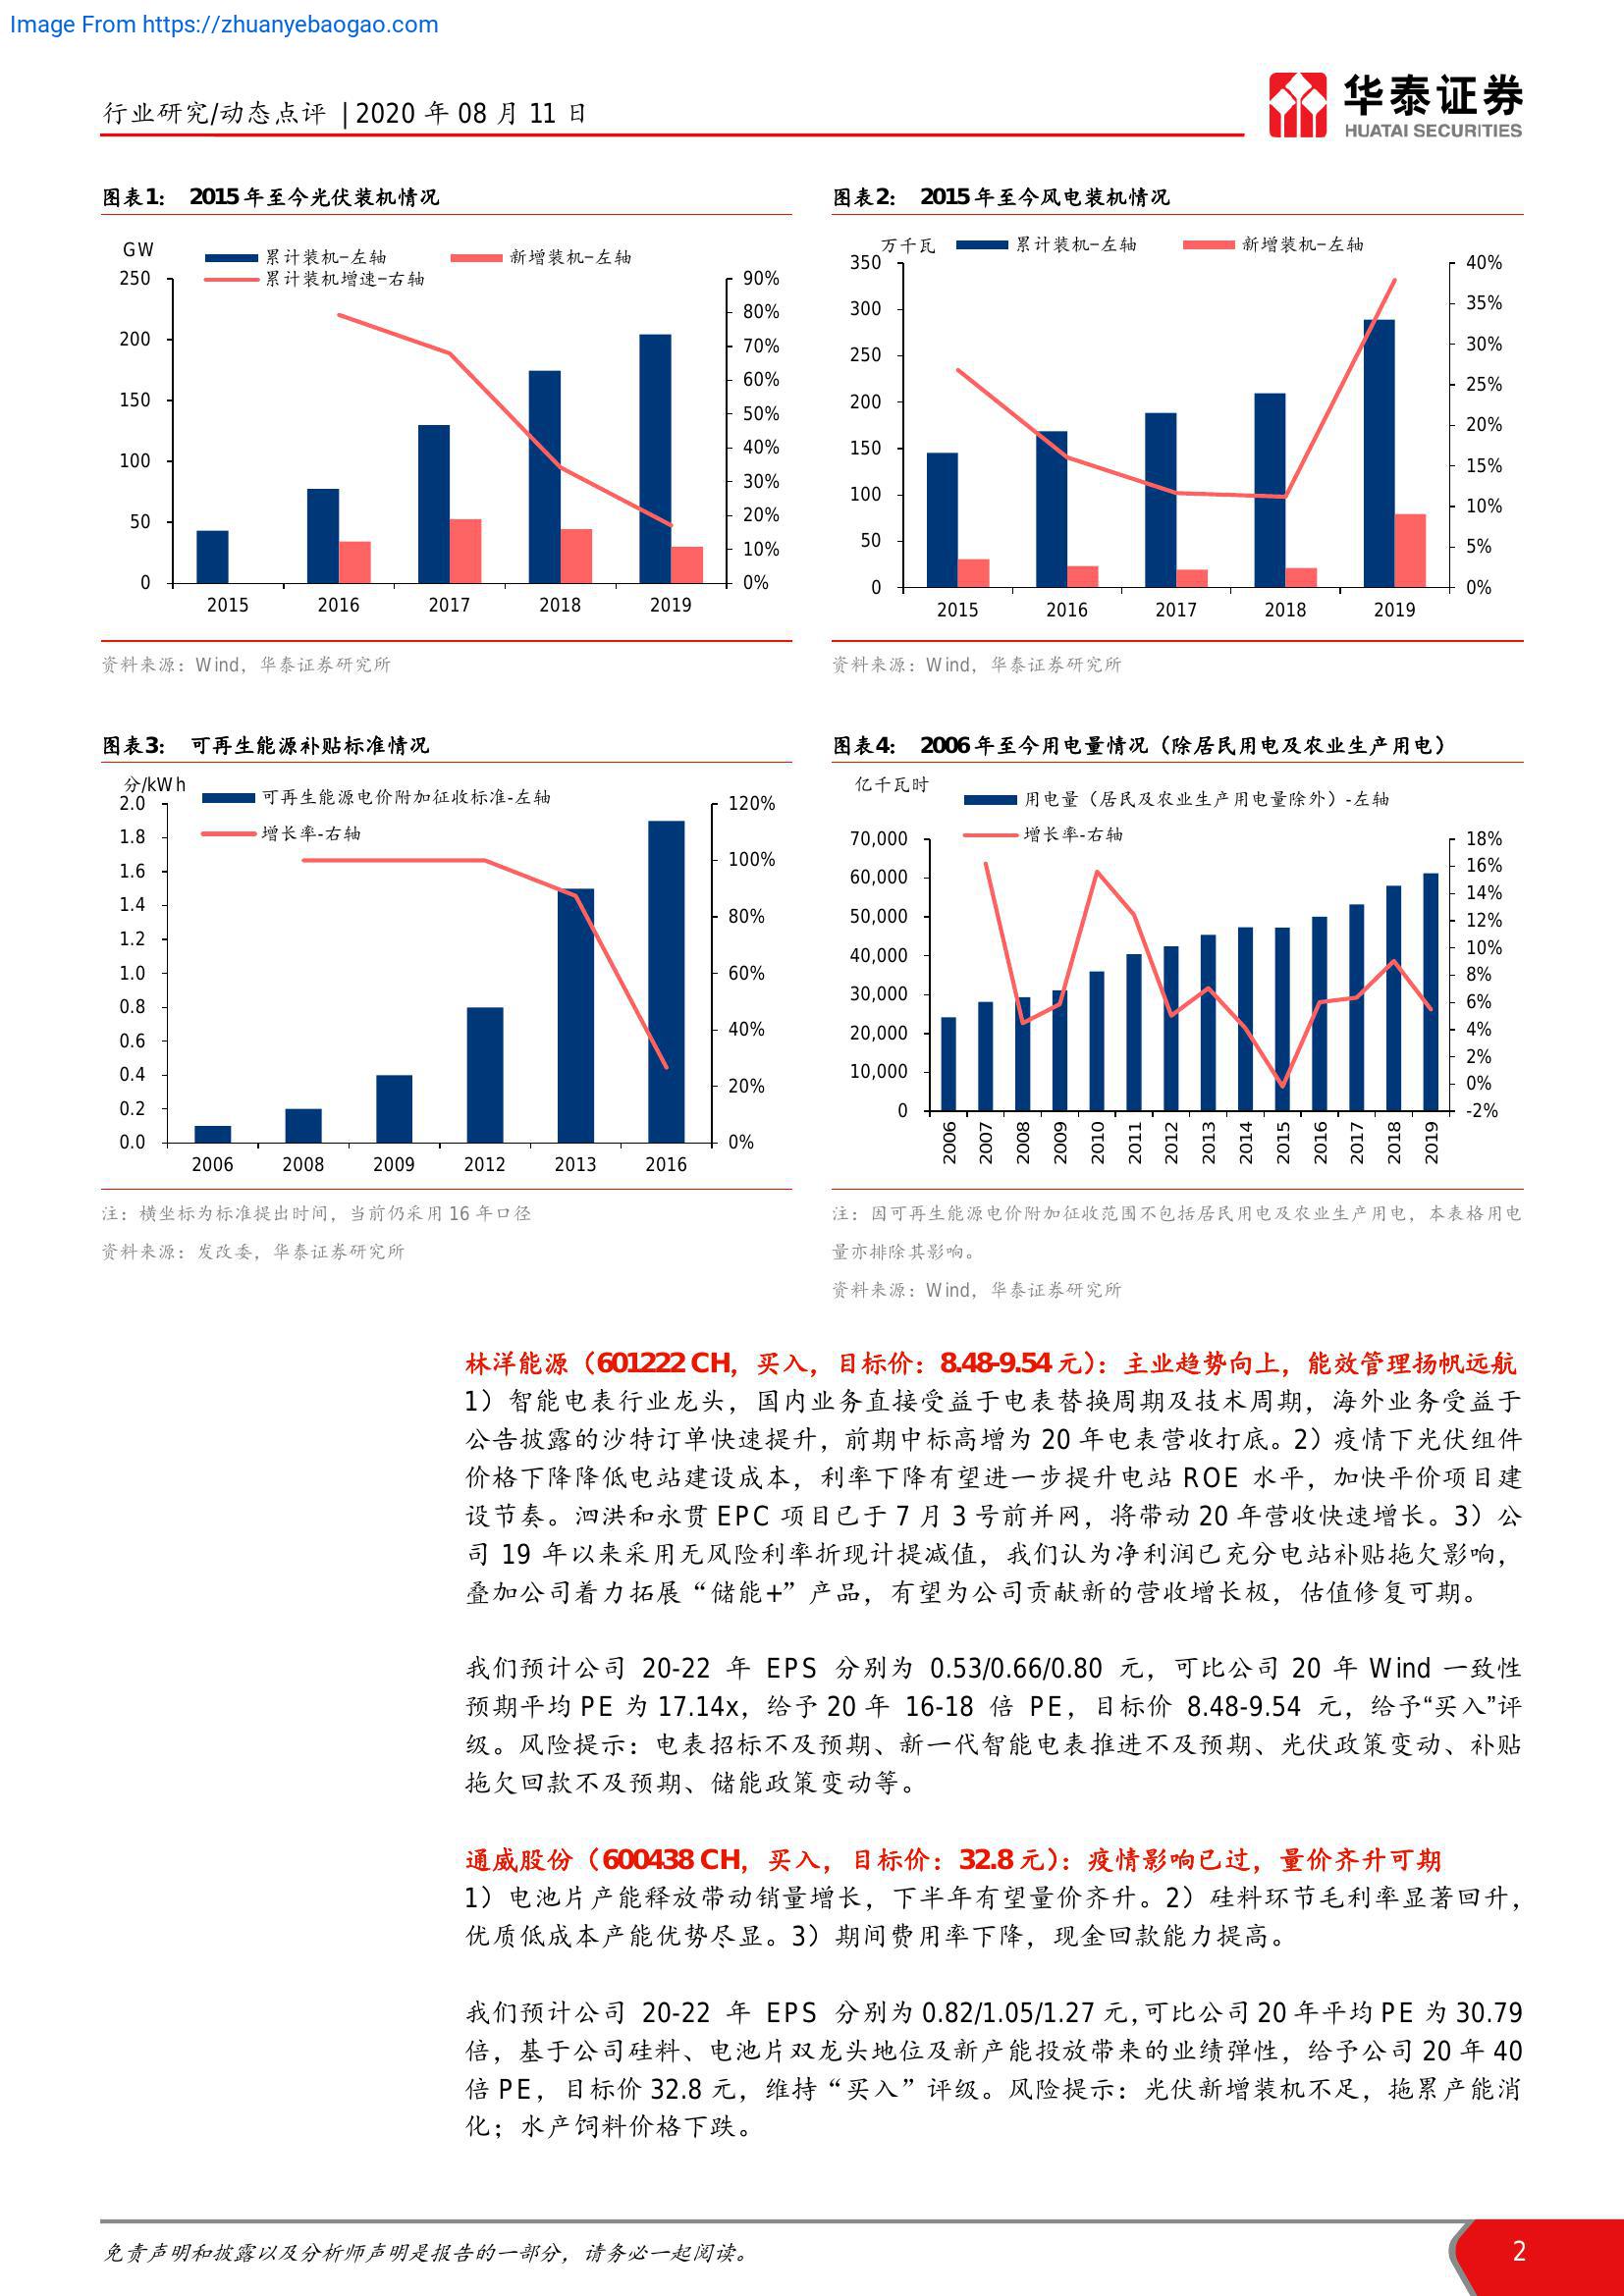 Image From https://zhuanyebaogao.com
行业研究/动态点评 | 2020 年 08 月 11 日
华泰证券
HUATAI SECURITIES
图表1： 2015 年至今光伏装机情况
GW
累计装机-左轴 新增装机-左轴
累计装机增速-右轴
250
200
150
100
50
0
90%
80%
70%
60%
50%
40%
30%
20%
10%
0%
2015 2016 2017 2018 2019
资料来源：Wind，华泰证券研究所
图表2： 2015 年至今风电装机情况
万千瓦 累计装机-左轴 新增装机-左轴
350
300
250
200
150
100
50
0
40%
35%
30%
25%
20%
15%
10%
5%
0%
2015 2016 2017 2018 2019
资料来源：Wind，华泰证券研究所
图表3： 可再生能源补贴标准情况
分/kWh
可再生能源电价附加征收标准-左轴
增长率-右轴
2.0
1.8
1.6
1.4
1.2
1.0
0.8
0.6
0.4
0.2
0.0
120%
100%
80%
60%
40%
20%
0%
2006 2008 2009 2012 2013 2016
注：横坐标为标准提出时间，当前仍采用 16 年口径
资料来源：发改委，华泰证券研究所
图表4： 2006 年至今用电量情况（除居民用电及农业生产用电）
亿千瓦时
用电量（居民及农业生产用电量除外）-左轴
增长率-右轴
70,000
60,000
50,000
40,000
30,000
20,000
10,000
0
18%
16%
14%
12%
10%
8%
6%
4%
2%
0%
-2%
2006 2007 2008 2009 2010 2011 2012 2013 2014 2015 2016 2017 2018 2019
注：因可再生能源电价附加征收范围不包括居民用电及农业生产用电，本表格用电
量亦排除其影响。
资料来源：Wind，华泰证券研究所
林洋能源（601222 CH，买入，目标价：8.48-9.54 元）：主业趋势向上，能效管理扬帆远航
1）智能电表行业龙头，国内业务直接受益于电表替换周期及技术周期，海外业务受益于
公告披露的沙特订单快速提升，前期中标高增为 20 年电表营收打底。2）疫情下光伏组件
价格下降降低电站建设成本，利率下降有望进一步提升电站 ROE 水平，加快平价项目建
设节奏。泗洪和永贯 EPC 项目已于 7 月 3 号前并网，将带动 20 年营收快速增长。3）公
司 19 年以来采用无风险利率折现计提减值，我们认为净利润已充分电站补贴拖欠影响，
叠加公司着力拓展“储能+”产品，有望为公司贡献新的营收增长极，估值修复可期。
我们预计公司 20-22 年 EPS 分别为 0.53/0.66/0.80 元，可比公司 20 年 Wind 一致性
预期平均 PE 为 17.14x，给予 20 年 16-18 倍 PE，目标价 8.48-9.54 元，给予“买入”评
级。风险提示：电表招标不及预期、新一代智能电表推进不及预期、光伏政策变动、补贴
拖欠回款不及预期、储能政策变动等。
通威股份（600438 CH，买入，目标价：32.8 元）：疫情影响已过，量价齐升可期
1）电池片产能释放带动销量增长，下半年有望量价齐升。2）硅料环节毛利率显著回升，
优质低成本产能优势尽显。3）期间费用率下降，现金回款能力提高。
我们预计公司 20-22 年 EPS 分别为 0.82/1.05/1.27 元,可比公司 20 年平均 PE 为 30.79
倍，基于公司硅料、电池片双龙头地位及新产能投放带来的业绩弹性，给予公司 20 年 40
倍 PE，目标价 32.8 元，维持“买入”评级。风险提示：光伏新增装机不足，拖累产能消
化；水产饲料价格下跌。
免责声明和披露以及分析师声明是报告的一部分，请务必一起阅读。
2